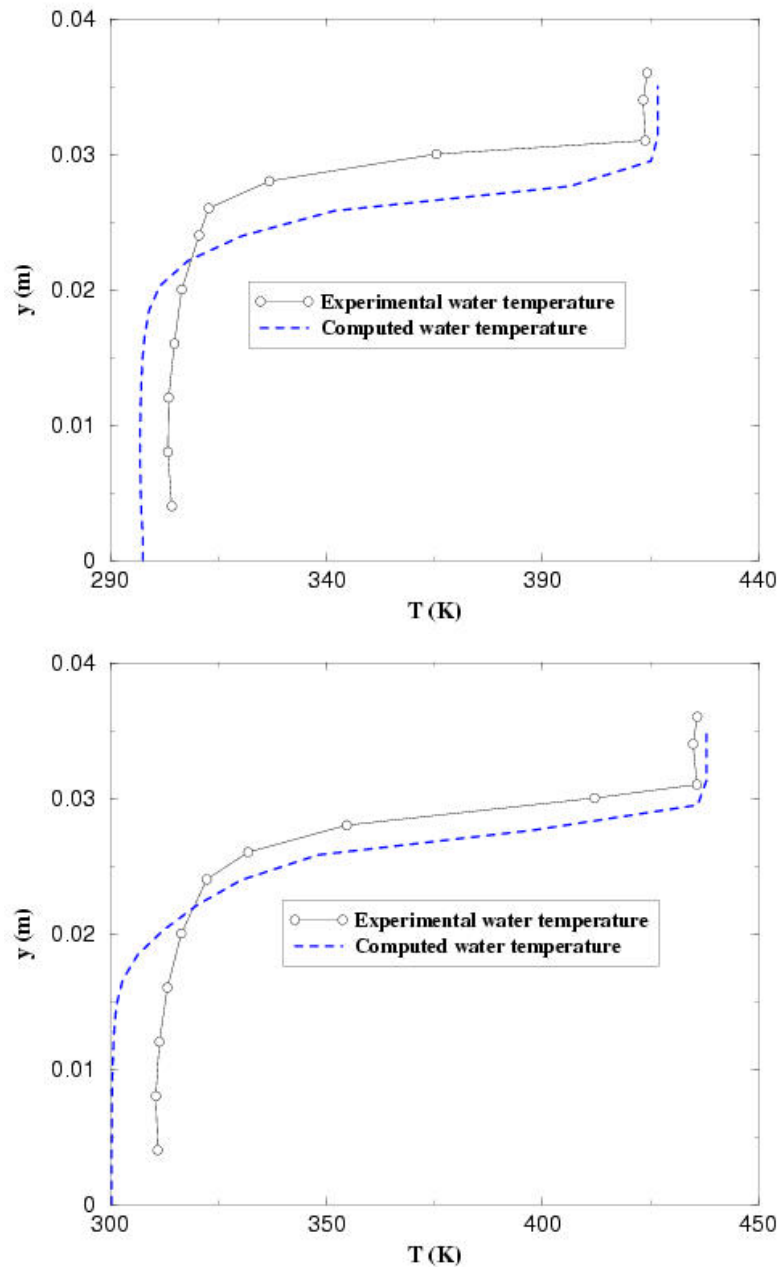 0.04
0.03
y (m)
0.02
Experimental water temperature
Computed water temperature
0.01
0
290 340 390 440
T (K)
0.04
0.03
y (m)
0.02
Experimental water temperature
Computed water temperature
0.01
0
300 350 400 450
T (K)